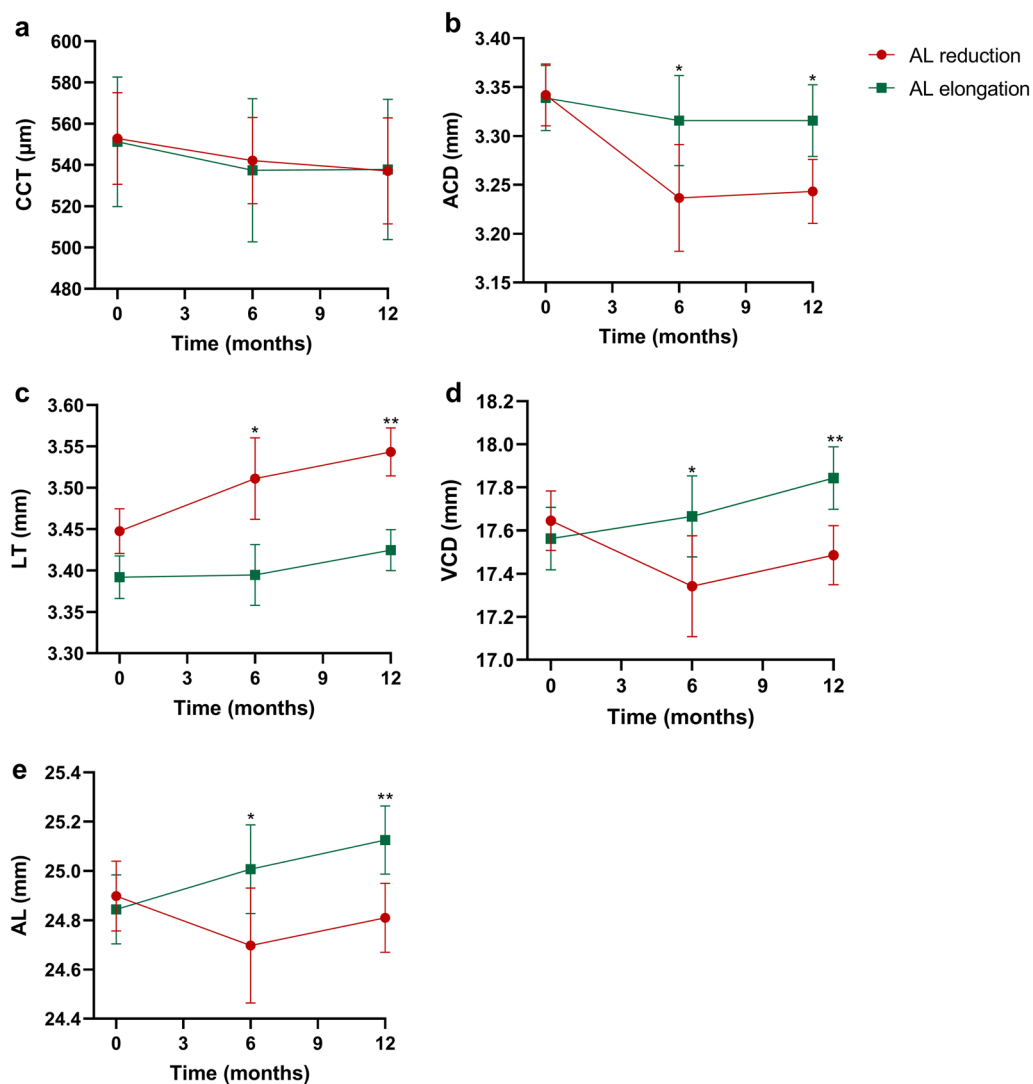 a
600
580
560
540
520
500
480
CCT (µm)
0 3 6 9 12
Time (months)
b
3.40
3.35
3.30
3.25
3.20
3.15
ACD (mm)
* *
0 3 6 9 12
Time (months)
AL reduction
AL elongation
c
3.60
3.55
3.50
3.45
3.40
3.35
3.30
LT (mm)
* **
0 3 6 9 12
Time (months)
d
18.2
18.0
17.8
17.6
17.4
17.2
17.0
VCD (mm)
* **
0 3 6 9 12
Time (months)
e
25.4
25.2
25.0
24.8
24.6
24.4
AL (mm)
* **
0 3 6 9 12
Time (months)